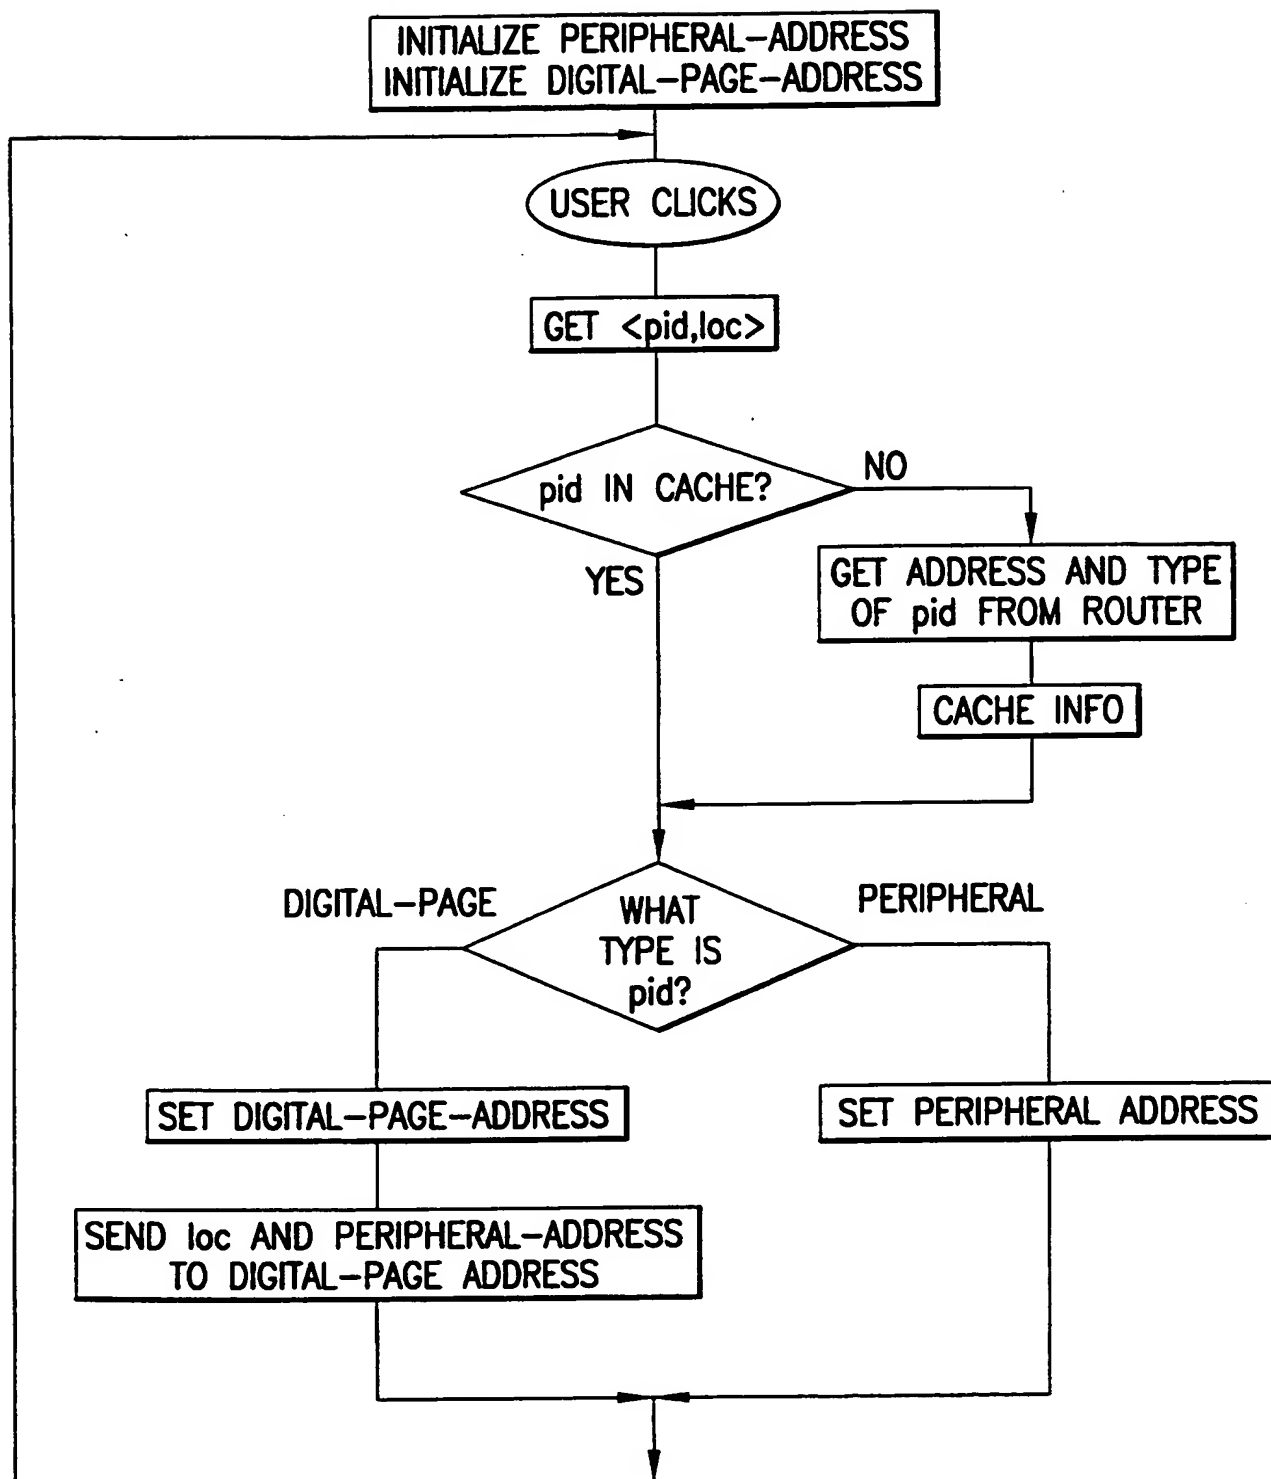 INITIALIZE PERIPHERAL-ADDRESS
INITIALIZE DIGITAL-PAGE-ADDRESS
USER CLICKS
GET <pid,loc>
pid IN CACHE?
NO
YES
GET ADDRESS AND TYPE
OF pid FROM ROUTER
CACHE INFO
DIGITAL-PAGE
WHAT
TYPE IS
pid?
PERIPHERAL
SET DIGITAL-PAGE-ADDRESS
SET PERIPHERAL ADDRESS
SEND loc AND PERIPHERAL-ADDRESS
TO DIGITAL-PAGE ADDRESS